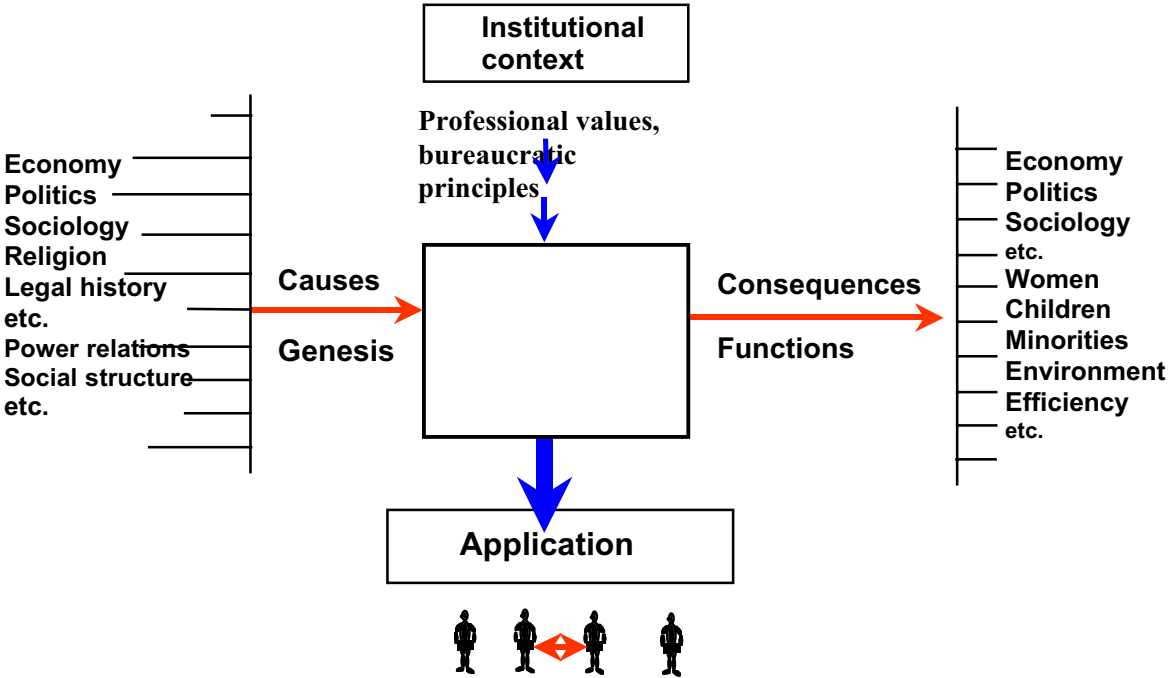 Institutional
context
Professional values,
bureaucratic
principles
Economy
Politics
Sociology
Religion
Legal history
etc.
Power relations
Social structure
etc.
Causes
Genesis
Consequences
Functions
Economy
Politics
Sociology
etc.
Women
Children
Minorities
Environment
Efficiency
etc.
Application